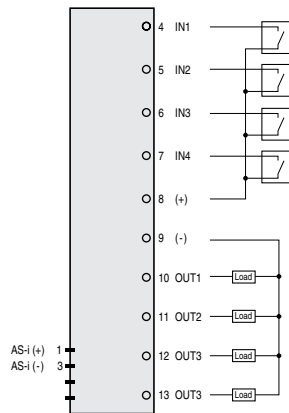 4 IN1
5 IN2
6 IN3
7 IN4
8 (+)
9 (-)
10 OUT1 Load
11 OUT2 Load
AS-i (+) 1
12 OUT3 Load
AS-i (-) 3
13 OUT3 Load